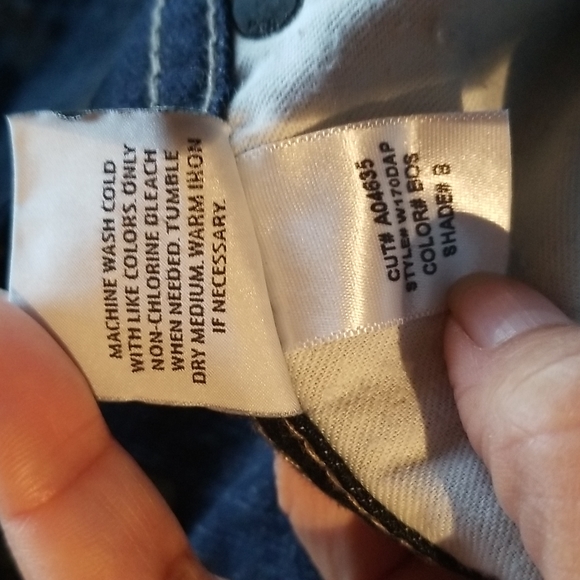 MACHINE WASH COLD
WITH LIKE COLORS. ONLY
NON-CHLORINE BLEACH
WHEN NEEDED. TUMBLE
DRY MEDIUM. WARM IRON
IF NECESSARY.
CUT# A04635
STYLE# W170DAP
COLOR# BOS
SHADE# B